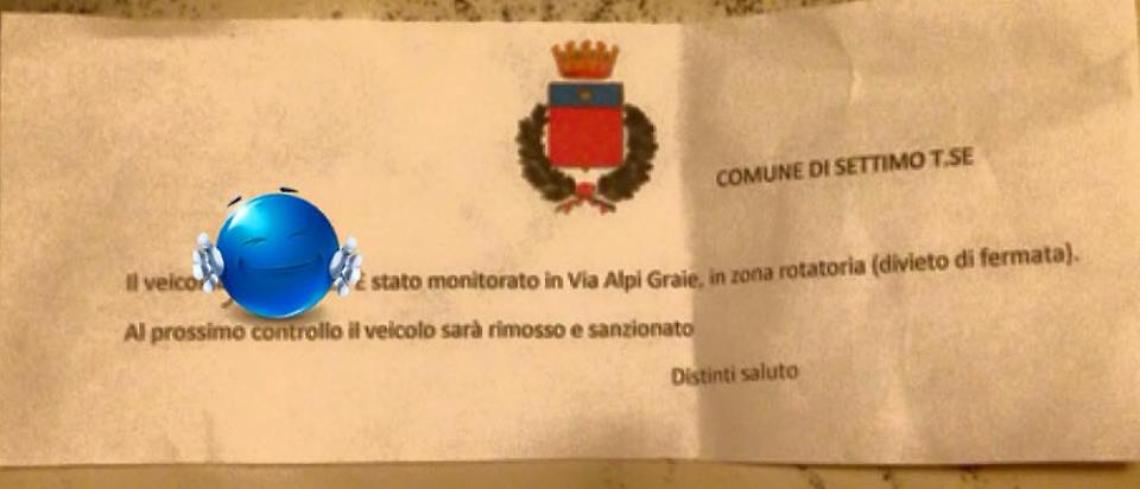 COMUNE DI SETTIMO T.SE
Il veico È stato monitorato in Via Alpi Graie, in zona rotatoria (divieto di fermata).
Al prossimo controllo il veicolo sarà rimosso e sanzionato
Distinti saluto